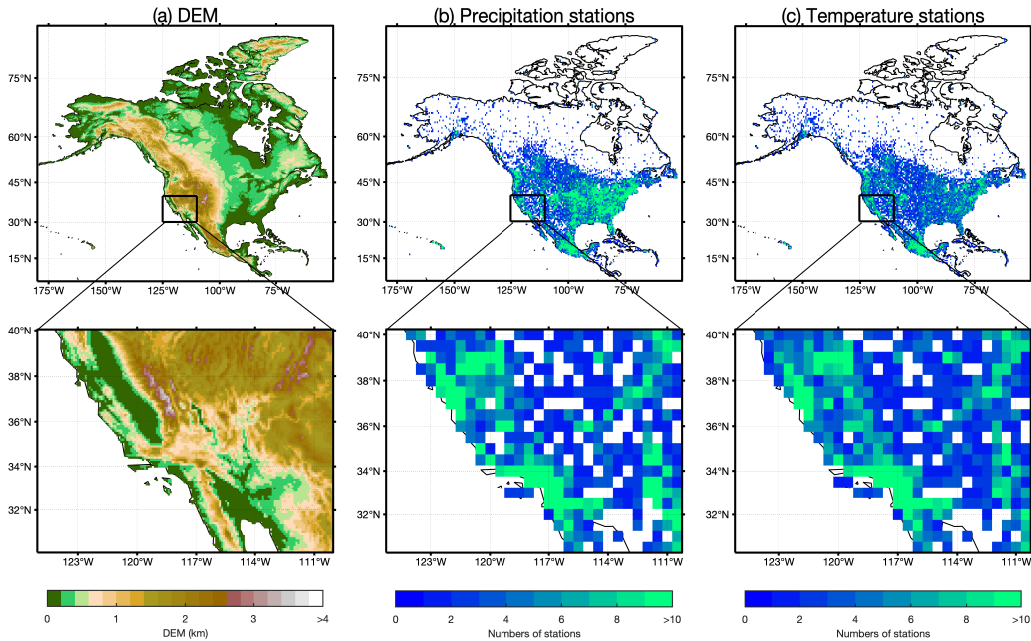 (a) DEM
(b) Precipitation stations
(c) Temperature stations
75°N
60°N
45°N
30°N
15°N
175°W 150°W 125°W 100°W 75°W
75°N
60°N
45°N
30°N
15°N
175°W 150°W 125°W 100°W 75°W
75°N
60°N
45°N
30°N
15°N
175°W 150°W 125°W 100°W 75°W
40°N
38°N
36°N
34°N
32°N
123°W 120°W 117°W 114°W 111°W
40°N
38°N
36°N
34°N
32°N
123°W 120°W 117°W 114°W 111°W
40°N
38°N
36°N
34°N
32°N
123°W 120°W 117°W 114°W 111°W
0 1 2 3 >4
DEM (km)
0 2 4 6 8 >10
Numbers of stations
0 2 4 6 8 >10
Numbers of stations